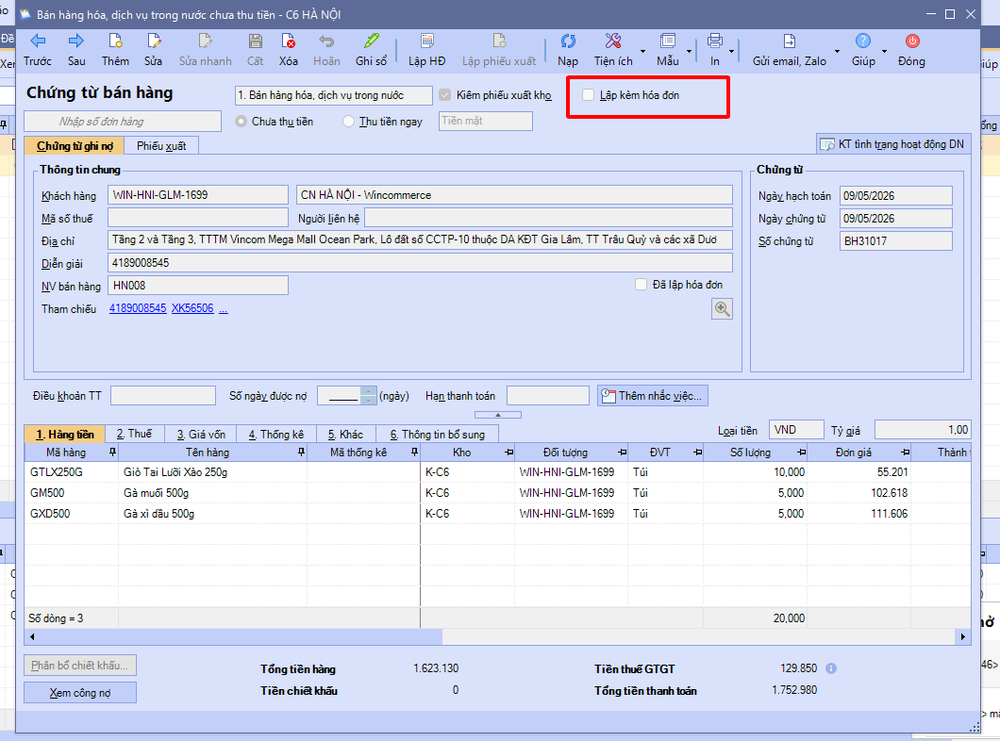 Bán hàng hóa, dịch vụ trong nước chưa thu tiền - C6 HÀ NỘI
Trước Sau Thêm Sửa Sửa nhanh Cất Xóa Hoãn Ghi sổ Lập HĐ Lập phiếu xuất Nạp Tiện ích Mẫu In Gửi email, Zalo Giúp Đóng
Chứng từ bán hàng
1. Bán hàng hóa, dịch vụ trong nước
Kiêm phiếu xuất kho
Lập kèm hóa đơn
Nhập số đơn hàng
Chưa thu tiền
Thu tiền ngay
Tiền mặt
Chứng từ ghi nợ Phiếu xuất
KT tình trạng hoạt động DN
Thông tin chung
Khách hàng WIN-HNI-GLM-1699 CN HÀ NỘI - Wincommerce
Mã số thuế Người liên hệ
Địa chỉ Tầng 2 và Tầng 3, TTTM Vincom Mega Mall Ocean Park, Lô đất số CCTP-10 thuộc DA KĐT Gia Lâm, TT Trâu Quỳ và các xã Dươ
Diễn giải 4189008545
NV bán hàng HN008 Đã lập hóa đơn
Tham chiếu 4189008545 XK56506 ...
Chứng từ
Ngày hạch toán 09/05/2026
Ngày chứng từ 09/05/2026
Số chứng từ BH31017
Điều khoản TT Số ngày được nợ (ngày) Hạn thanh toán Thêm nhắc việc...
1. Hàng tiền 2. Thuế 3. Giá vốn 4. Thống kê 5. Khác 6. Thông tin bổ sung
Loại tiền VND Tỷ giá 1,00
Mã hàng Tên hàng Mã thống kê Kho Đối tượng ĐVT Số lượng Đơn giá Thành
GTLX250G Giò Tai Lưỡi Xào 250g K-C6 WIN-HNI-GLM-1699 Túi 10,000 55.201
GM500 Gà muối 500g K-C6 WIN-HNI-GLM-1699 Túi 5,000 102.618
GXD500 Gà xì dầu 500g K-C6 WIN-HNI-GLM-1699 Túi 5,000 111.606
Số dòng = 3 20,000
Phân bổ chiết khấu...
Xem công nợ
Tổng tiền hàng 1.623.130 Tiền thuế GTGT 129.850
Tiền chiết khấu 0 Tổng tiền thanh toán 1.752.980